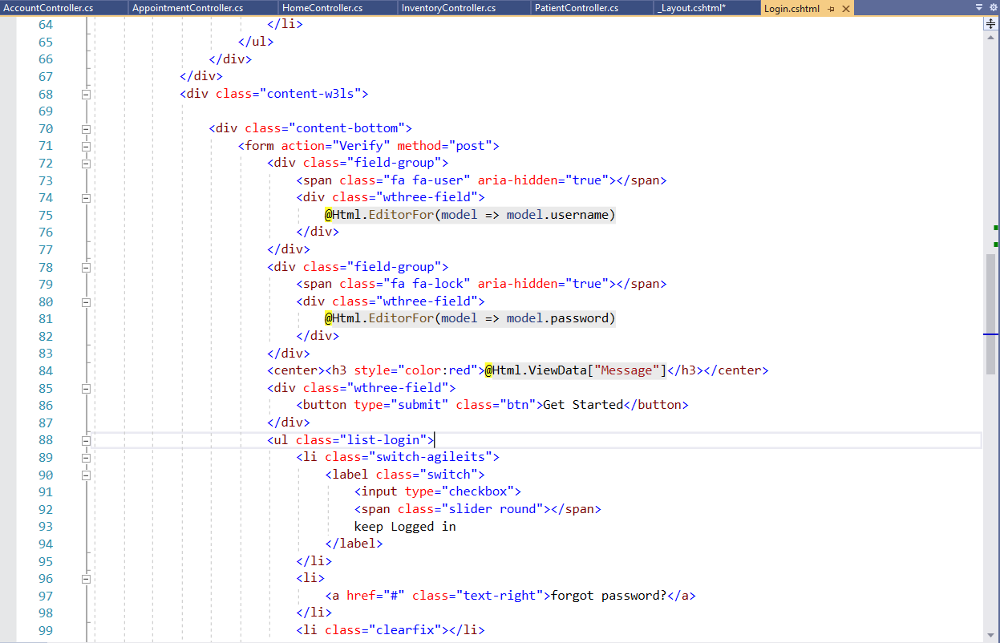 AccountController.cs AppointmentController.cs HomeController.cs InventoryController.cs PatientController.cs _Layout.cshtml* Login.cshtml
64 </li>
65 </ul>
66 </div>
67 </div>
68 <div class="content-w3ls">
69
70 <div class="content-bottom">
71 <form action="Verify" method="post">
72 <div class="field-group">
73 <span class="fa fa-user" aria-hidden="true"></span>
74 <div class="wthree-field">
75 @Html.EditorFor(model => model.username)
76 </div>
77 </div>
78 <div class="field-group">
79 <span class="fa fa-lock" aria-hidden="true"></span>
80 <div class="wthree-field">
81 @Html.EditorFor(model => model.password)
82 </div>
83 </div>
84 <center><h3 style="color:red">@Html.ViewData["Message"]</h3></center>
85 <div class="wthree-field">
86 <button type="submit" class="btn">Get Started</button>
87 </div>
88 <ul class="list-login">
89 <li class="switch-agileits">
90 <label class="switch">
91 <input type="checkbox">
92 <span class="slider round"></span>
93 keep Logged in
94 </label>
95 </li>
96 <li>
97 <a href="#" class="text-right">forgot password?</a>
98 </li>
99 <li class="clearfix"></li>